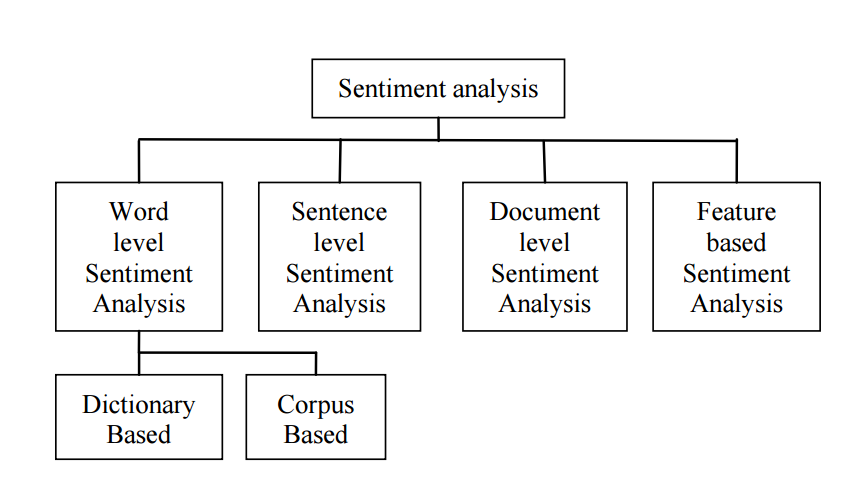 Sentiment analysis
Word
level
Sentiment
Analysis
Sentence
level
Sentiment
Analysis
Document
level
Sentiment
Analysis
Feature
based
Sentiment
Analysis
Dictionary
Based
Corpus
Based